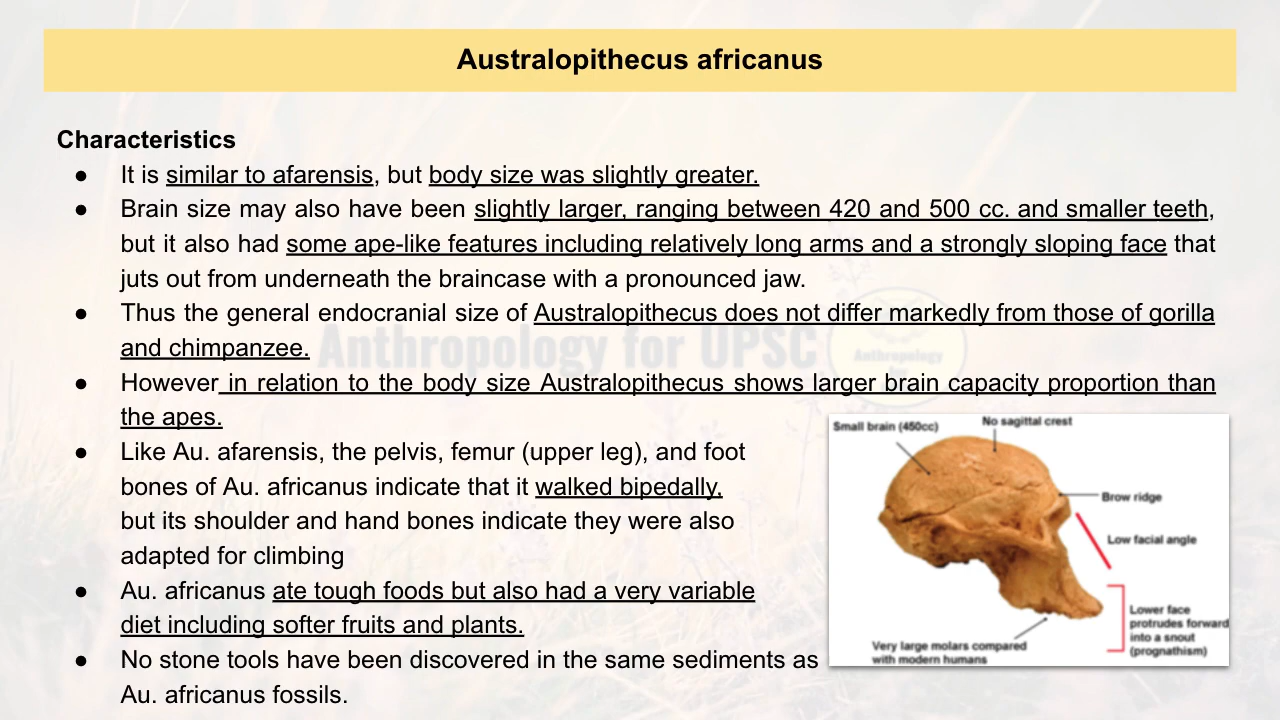 Australopithecus africanus
Characteristics
● It is similar to afarensis, but body size was slightly greater.
● Brain size may also have been slightly larger, ranging between 420 and 500 cc. and smaller teeth,
but it also had some ape-like features including relatively long arms and a strongly sloping face that
juts out from underneath the braincase with a pronounced jaw.
● Thus the general endocranial size of Australopithecus does not differ markedly from those of gorilla
and chimpanzee.
● However in relation to the body size Australopithecus shows larger brain capacity proportion than
the apes.
● Like Au. afarensis, the pelvis, femur (upper leg), and foot
bones of Au. africanus indicate that it walked bipedally,
but its shoulder and hand bones indicate they were also
adapted for climbing
● Au. africanus ate tough foods but also had a very variable
diet including softer fruits and plants.
● No stone tools have been discovered in the same sediments as
Au. africanus fossils.
Small brain (450cc)
No sagittal crest
Brow ridge
Low facial angle
Lower face
protrudes forward
into a snout
(prognathism)
Very large molars compared
with modern humans
Anthropology for UPSC
Anthropology